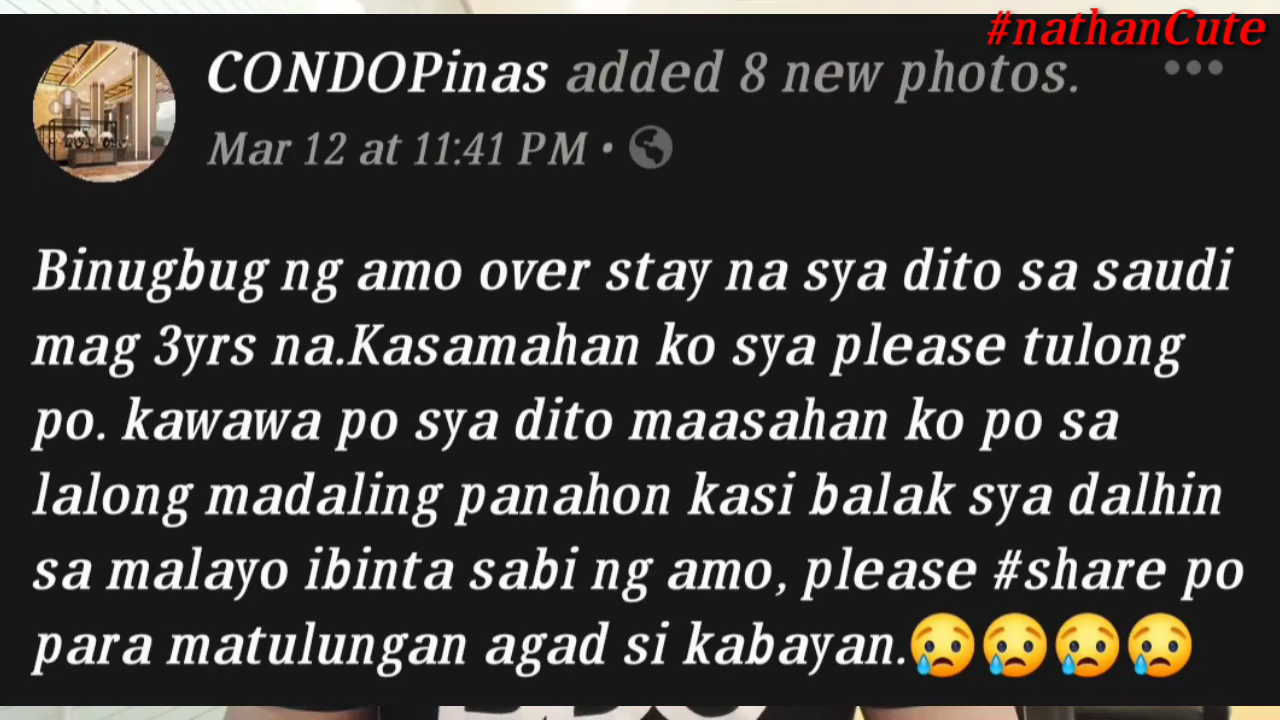 #nathanCute
CONDOPinas added 8 new photos.
Mar 12 at 11:41 PM •
Binugbug ng amo over stay na sya dito sa saudi
mag 3yrs na.Kasamahan ko sya please tulong
po. kawawa po sya dito maasahan ko po sa
lalong madaling panahon kasi balak sya dalhin
sa malayo ibinta sabi ng amo, please #share po
para matulungan agad si kabayan.😢😢😢😢